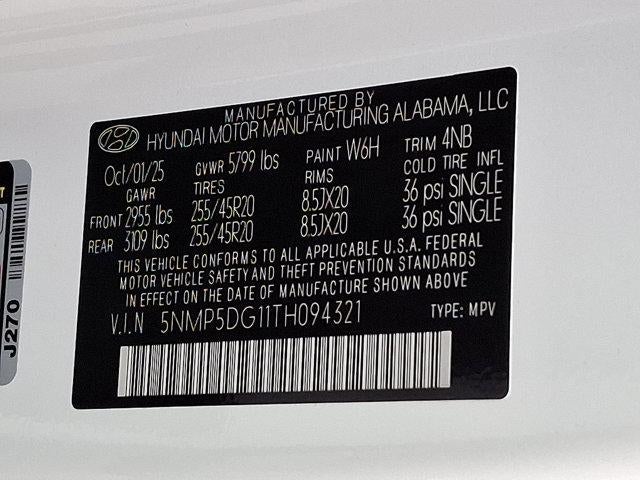 MANUFACTURED BY
HYUNDAI MOTOR MANUFACTURING ALABAMA, LLC
Oct/01/25 GVWR 5799 lbs PAINT W6H TRIM 4NB
GAWR TIRES RIMS COLD TIRE INFL
FRONT 2955 lbs 255/45R20 8.5JX20 36 psi SINGLE
REAR 3109 lbs 255/45R20 8.5JX20 36 psi SINGLE
THIS VEHICLE CONFORMS TO ALL APPLICABLE U.S.A. FEDERAL
MOTOR VEHICLE SAFETY AND THEFT PREVENTION STANDARDS
IN EFFECT ON THE DATE OF MANUFACTURE SHOWN ABOVE
V.I.N 5NMP5DG11TH094321 TYPE: MPV
J270